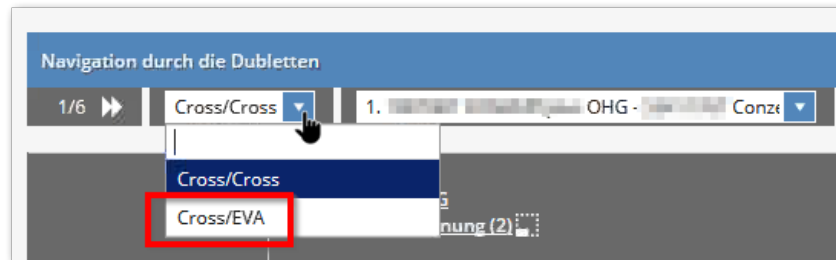 Navigation durch die Dubletten
1/6 Cross/Cross 1. OHG - Conze
Cross/Cross
G
Cross/EVA
nung (2)